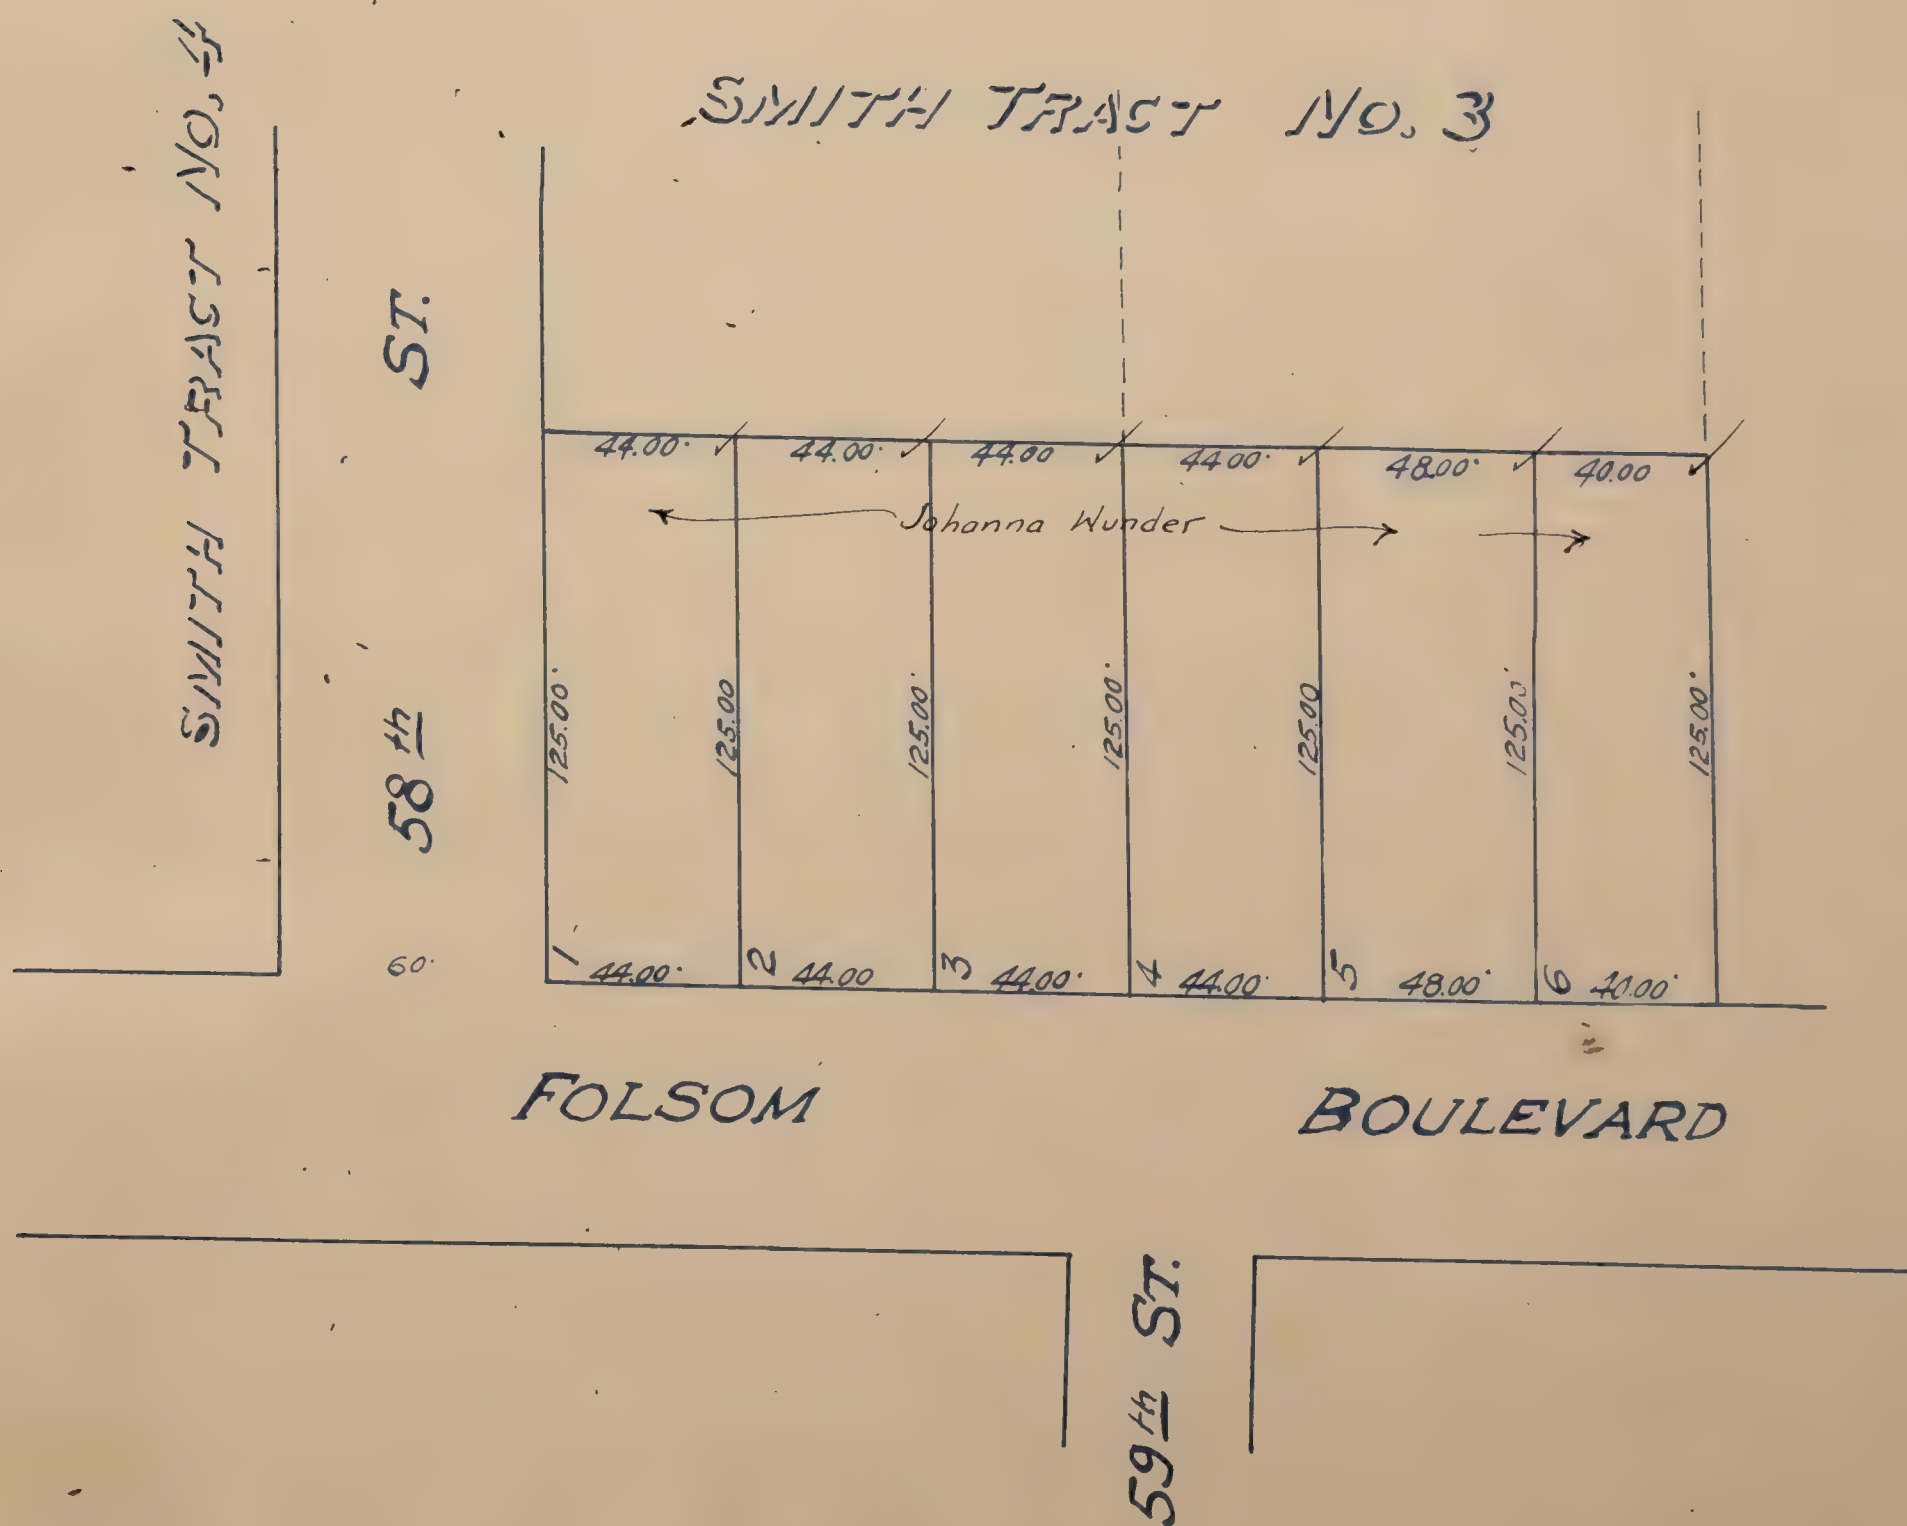 SMITH TRACT NO. 4
SMITH TRACT NO. 3
58th ST.
44.00' 44.00' 44.00 44.00' 48.00' 40.00
Johanna Wunder
125.00' 125.00 125.00' 125.00' 125.00 125.00' 125.00'
60'
1 44.00' 2 44.00 3 44.00' 4 44.00' 5 48.00' 6 40.00'
FOLSOM BOULEVARD
59th ST.